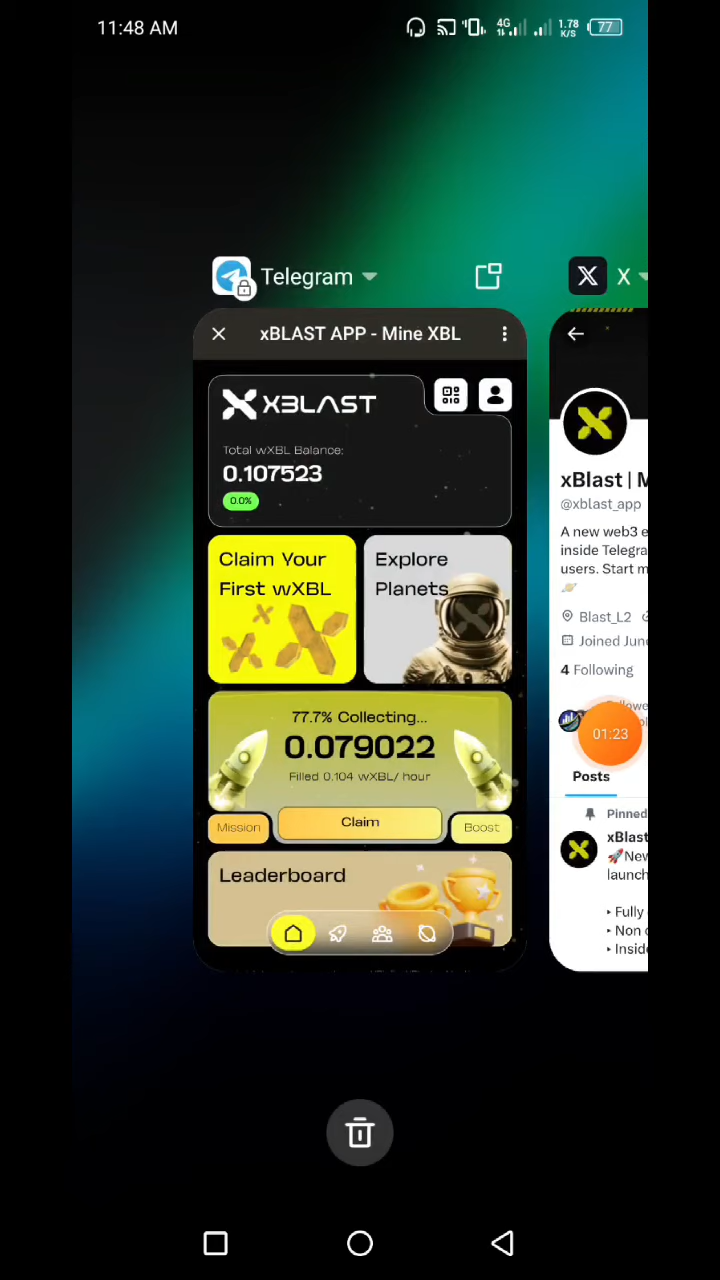 11:48 AM
4G
1.78
K/S
77
Telegram
X
xBLAST APP - Mine XBL
XBLAST
Total wXBL Balance:
0.107523
0.0%
Claim Your
First wXBL
Explore
Planets
77.7% Collecting...
0.079022
Filled 0.104 wXBL/ hour
Mission
Claim
Boost
Leaderboard
xBlast | M
@xblast_app
A new web3 e
inside Telegra
users. Start m
Blast_L2
Joined June
4 Following
01:23
Posts
Pinned
xBlast
New
launch
‣ Fully
‣ Non
‣ Inside